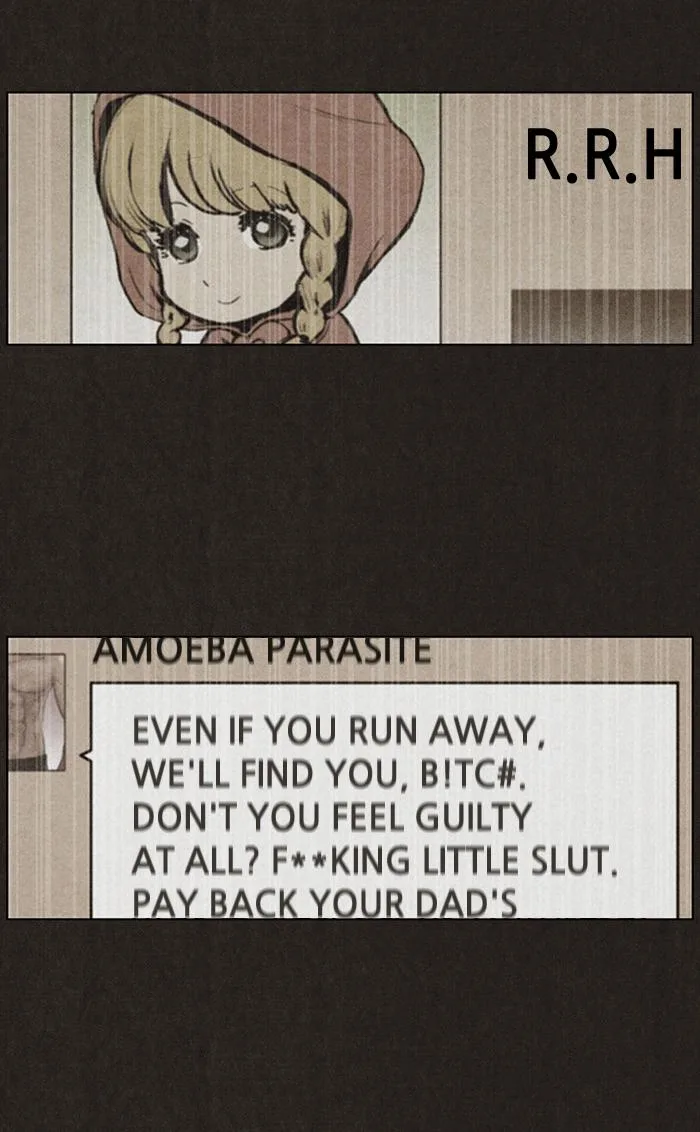 R.R.H
AMOEBA PARASITE
EVEN IF YOU RUN AWAY,
WE'LL FIND YOU, B!TC#.
DON'T YOU FEEL GUILTY
AT ALL? F**KING LITTLE SLUT.
PAY BACK YOUR DAD'S